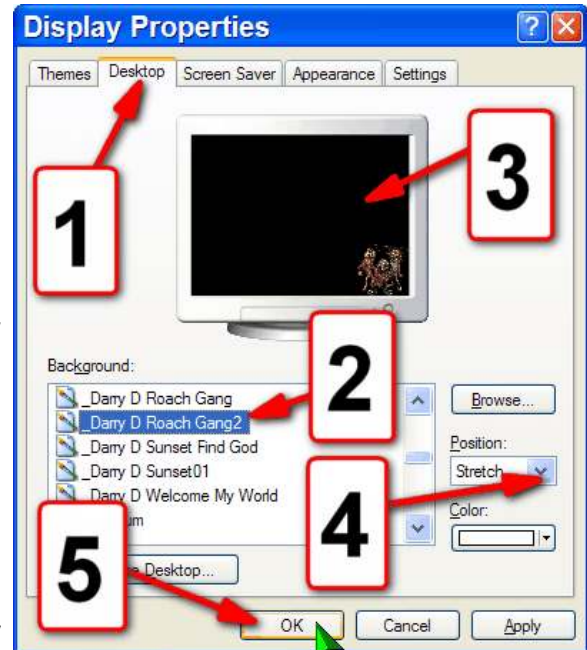 Display Properties
Themes Desktop Screen Saver Appearance Settings
1
3
2
Background:
_Darry D Roach Gang
_Darry D Roach Gang2
_Darry D Sunset Find God
_Darry D Sunset01
_Darry D Welcome My World
Browse...
Position:
Stretch
Color:
4
5
Desktop...
OK Cancel Apply